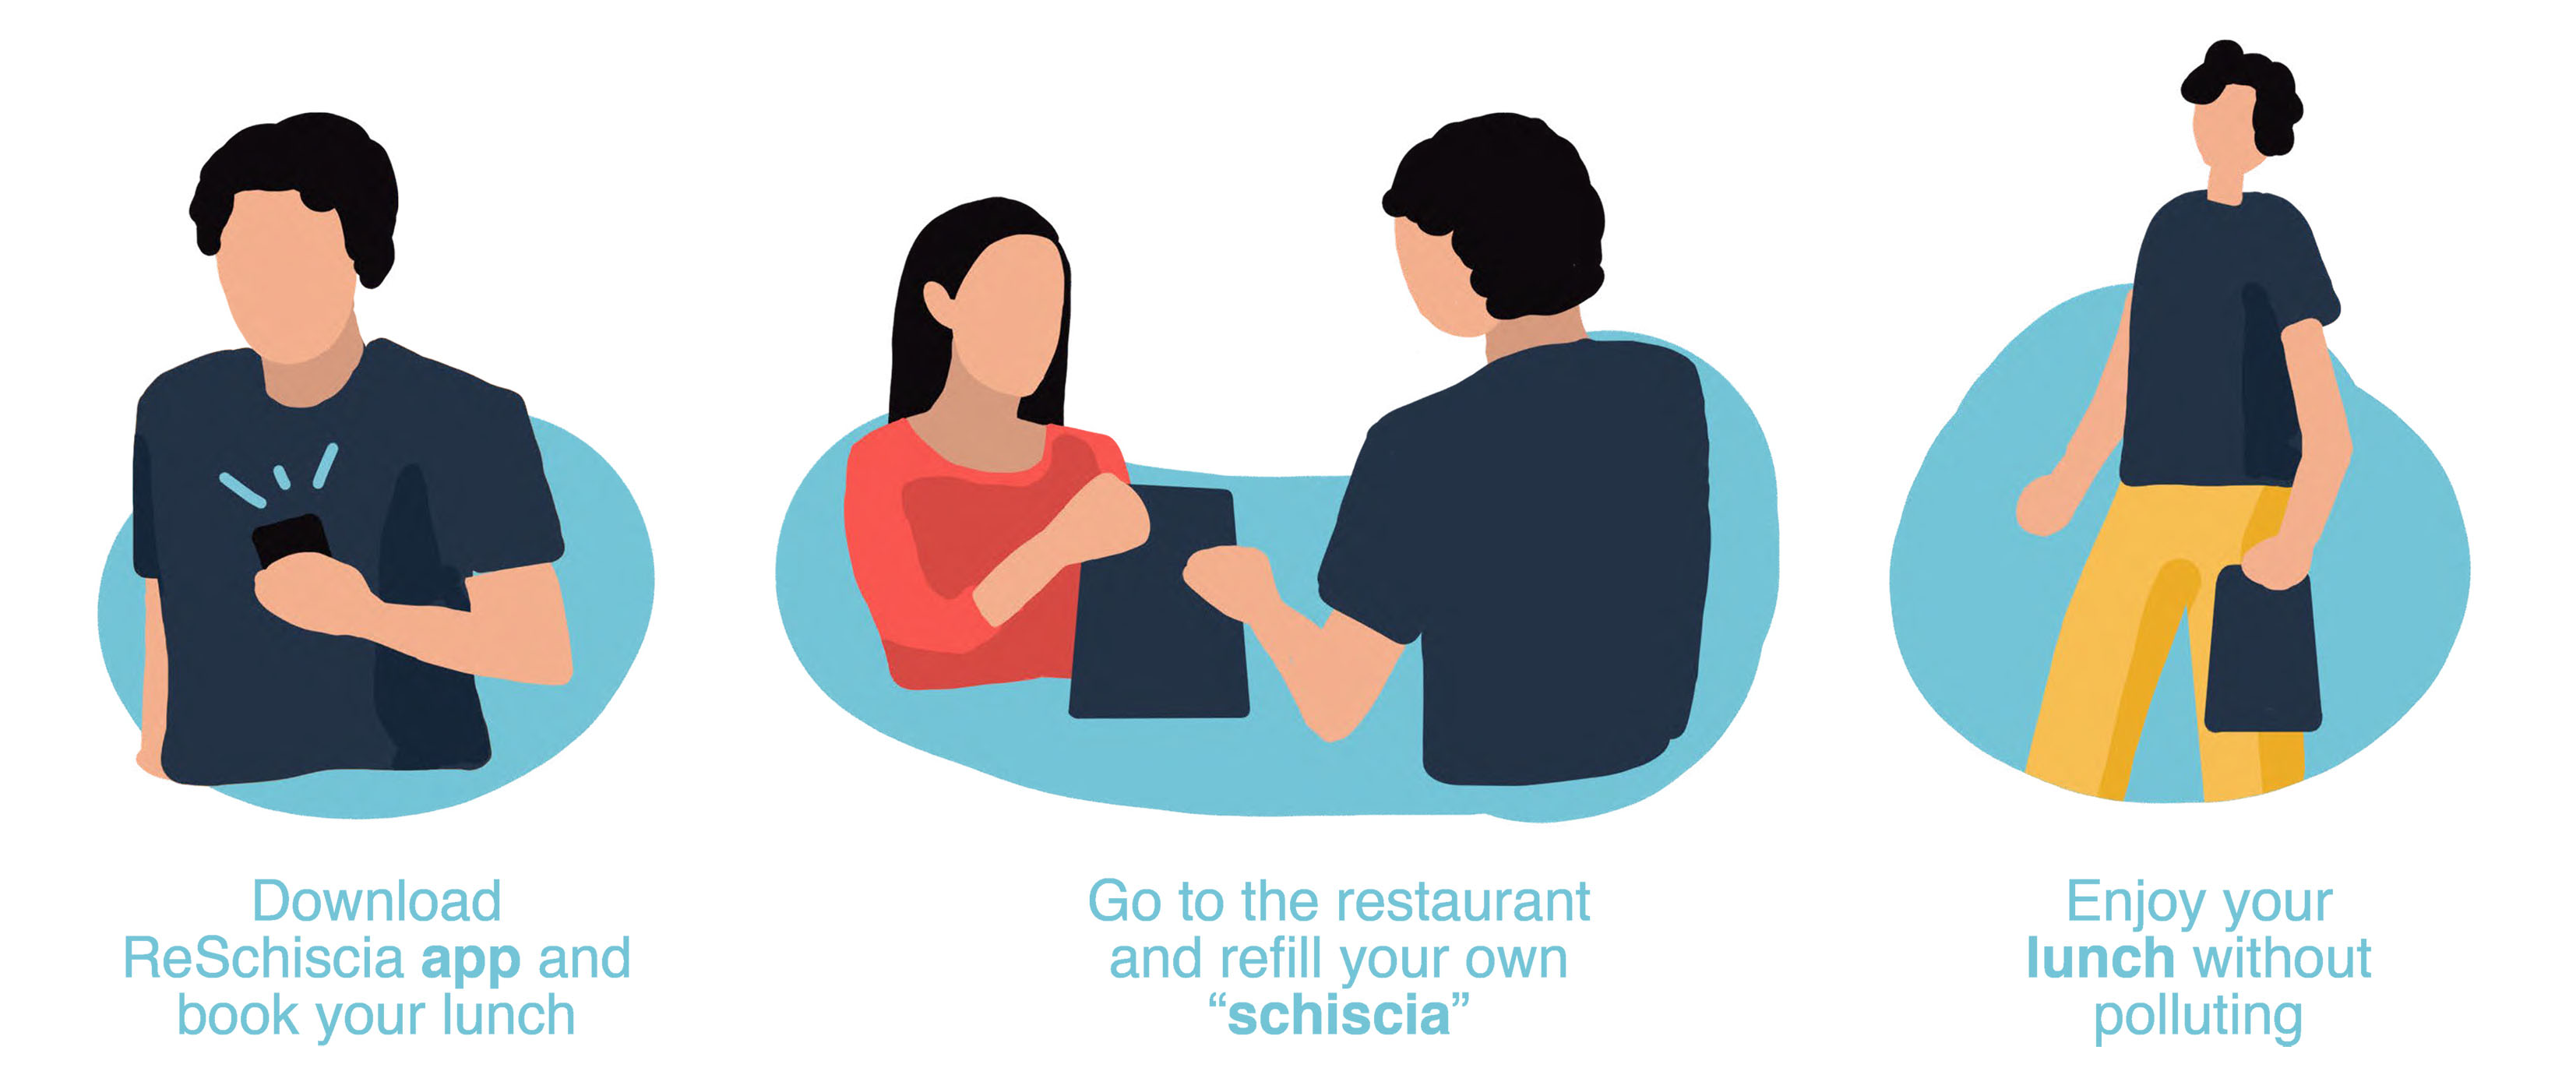 Download
ReSchiscia app and
book your lunch
Go to the restaurant
and refill your own
“schiscia”
Enjoy your
lunch without
polluting